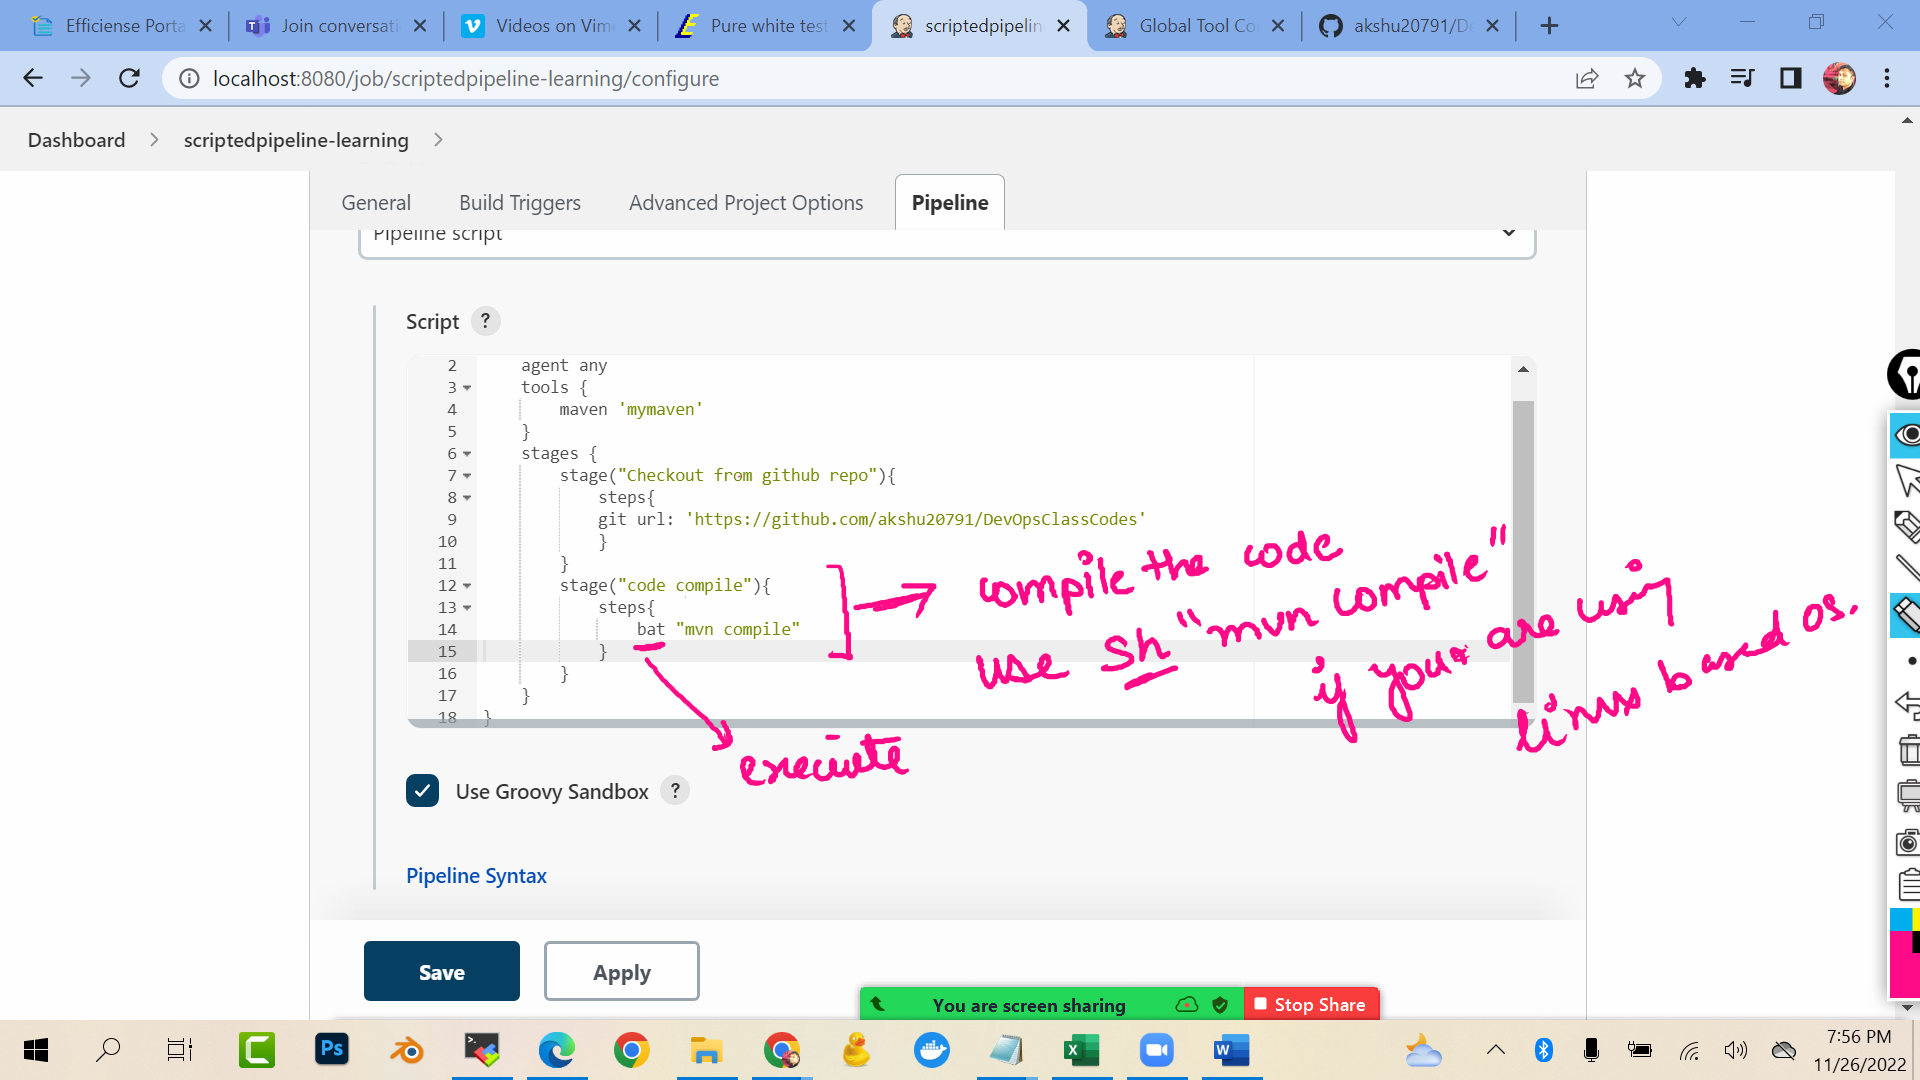 Efficiense Porta
Join conversati
Videos on Vim
Pure white test
scriptedpipelin
Global Tool Co
akshu20791/De
localhost:8080/job/scriptedpipeline-learning/configure
Dashboard > scriptedpipeline-learning >
General Build Triggers Advanced Project Options Pipeline
Pipeline script
Script ?
2 agent any
3 tools {
4 maven 'mymaven'
5 }
6 stages {
7 stage("Checkout from github repo"){
8 steps{
9 git url: 'https://github.com/akshu20791/DevOpsClassCodes'
10 }
11 }
12 stage("code compile"){
13 steps{
14 bat "mvn compile"
15 }
16 }
17 }
18 }
compile the code
use sh "mvn compile"
if you are using
linux based os.
execute
Use Groovy Sandbox ?
Pipeline Syntax
Save Apply
You are screen sharing Stop Share
Ps
X
W
7:56 PM
11/26/2022